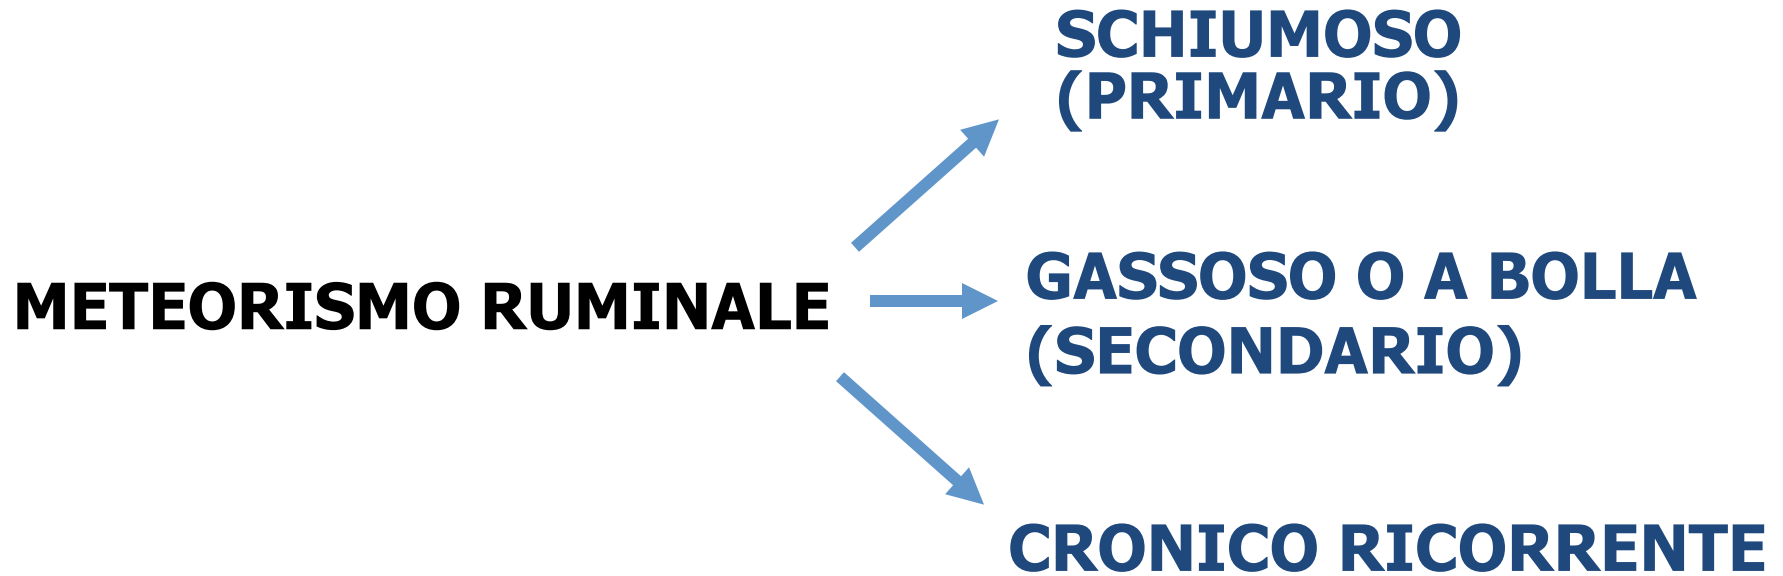 METEORISMO RUMINALE
SCHIUMOSO
(PRIMARIO)
GASSOSO O A BOLLA
(SECONDARIO)
CRONICO RICORRENTE